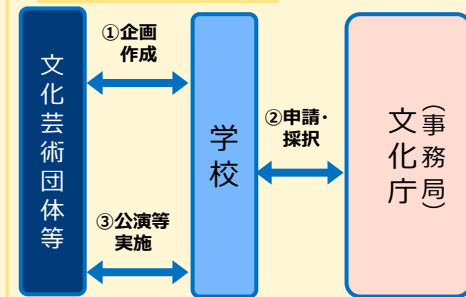 文化芸術団体等
①企画
作成
③公演等
実施
学校
②申請・
採択
文化庁
（事務局）